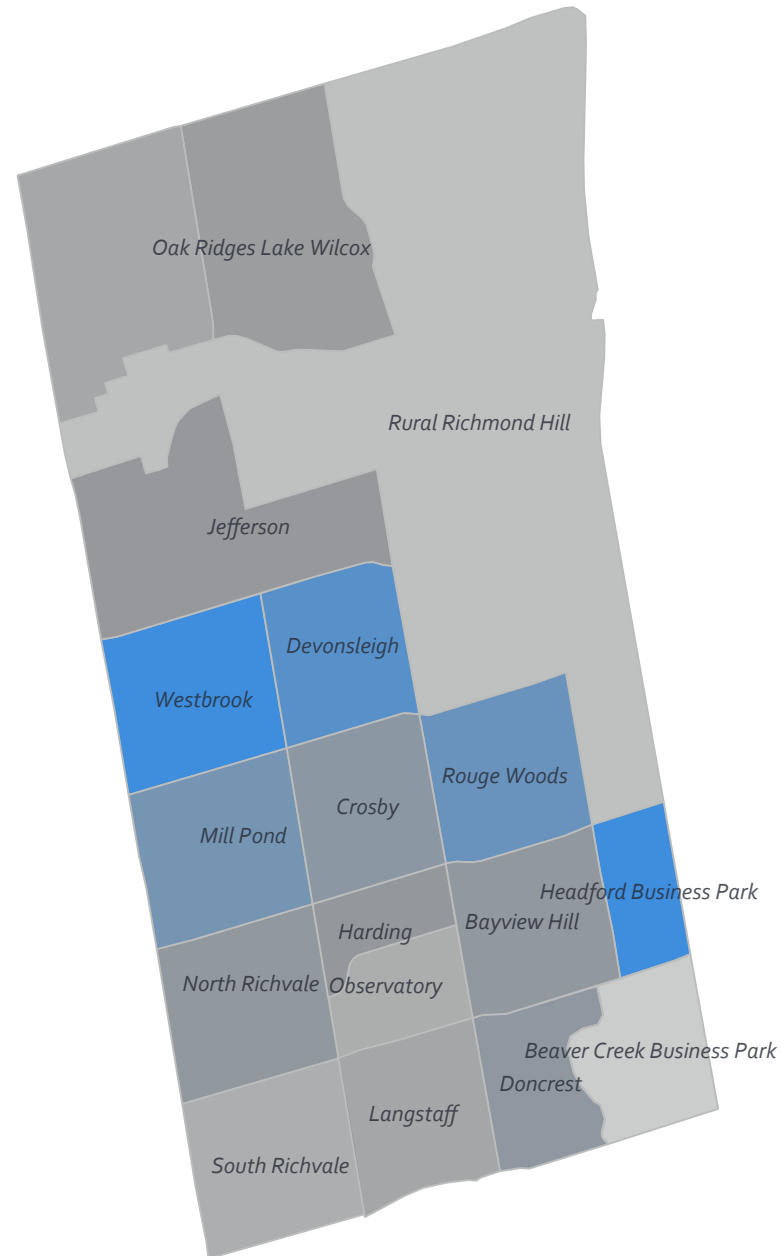 Oak Ridges Lake Wilcox
Rural Richmond Hill
Jefferson
Devonsleigh
Westbrook
Rouge Woods
Crosby
Mill Pond
Headford Business Park
Bayview Hill
Harding
North Richvale
Observatory
Beaver Creek Business Park
Doncrest
Langstaff
South Richvale